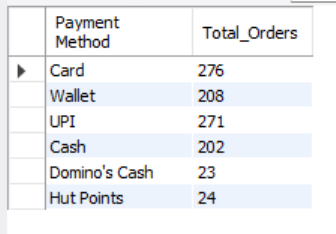 Payment
Method Total_Orders
Card 276
Wallet 208
UPI 271
Cash 202
Domino's Cash 23
Hut Points 24